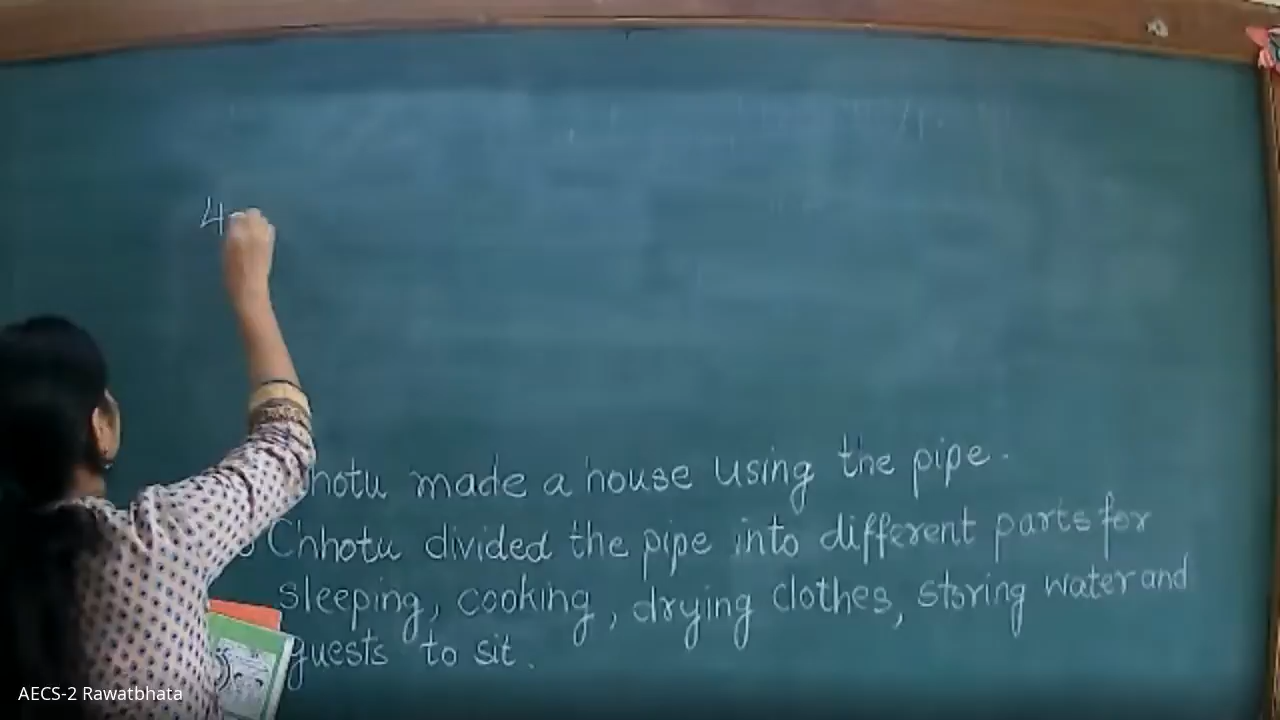 4
hotu made a house using the pipe.
Chhotu divided the pipe into different parts for
sleeping, cooking, drying clothes, storing water and
guests to sit.
AECS-2 Rawatbhata